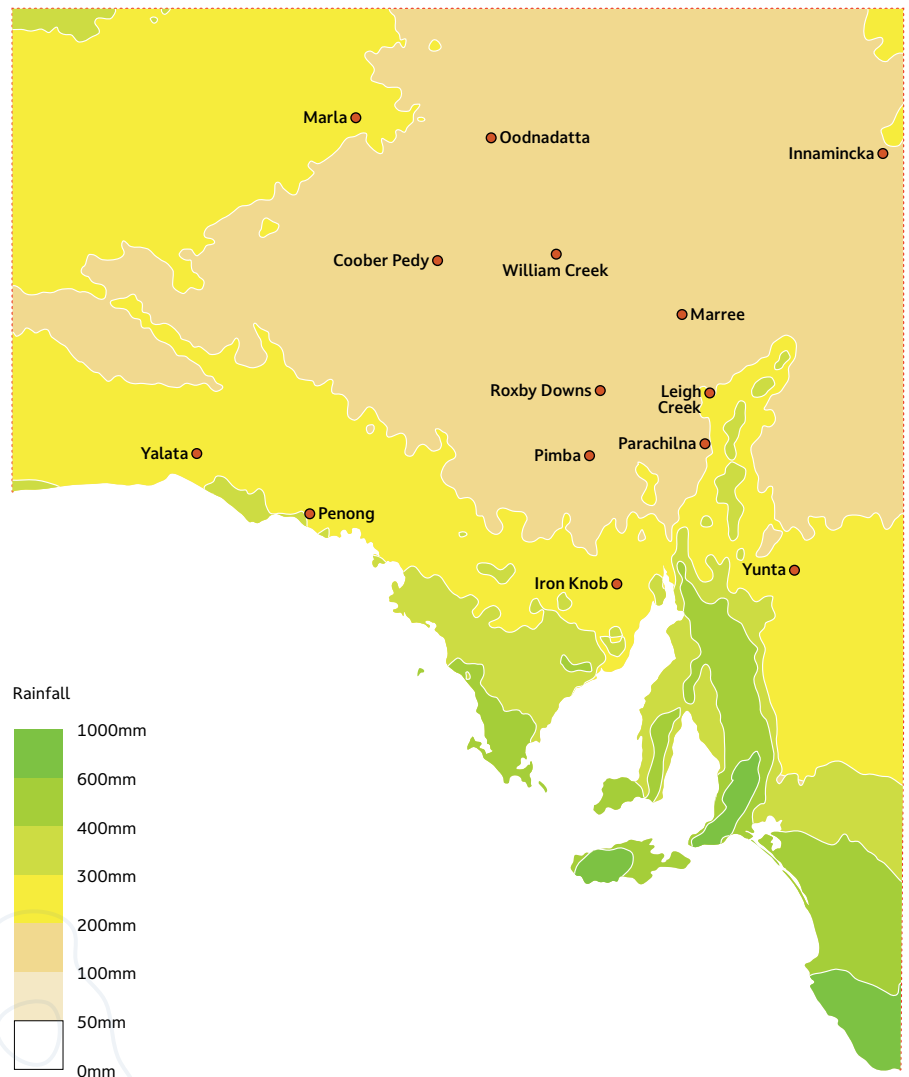 Marla
Oodnadatta
Innamincka
Coober Pedy
William Creek
Marree
Roxby Downs
Leigh
Creek
Parachilna
Pimba
Yalata
Penong
Yunta
Iron Knob
Rainfall
1000mm
600mm
400mm
300mm
200mm
100mm
50mm
0mm